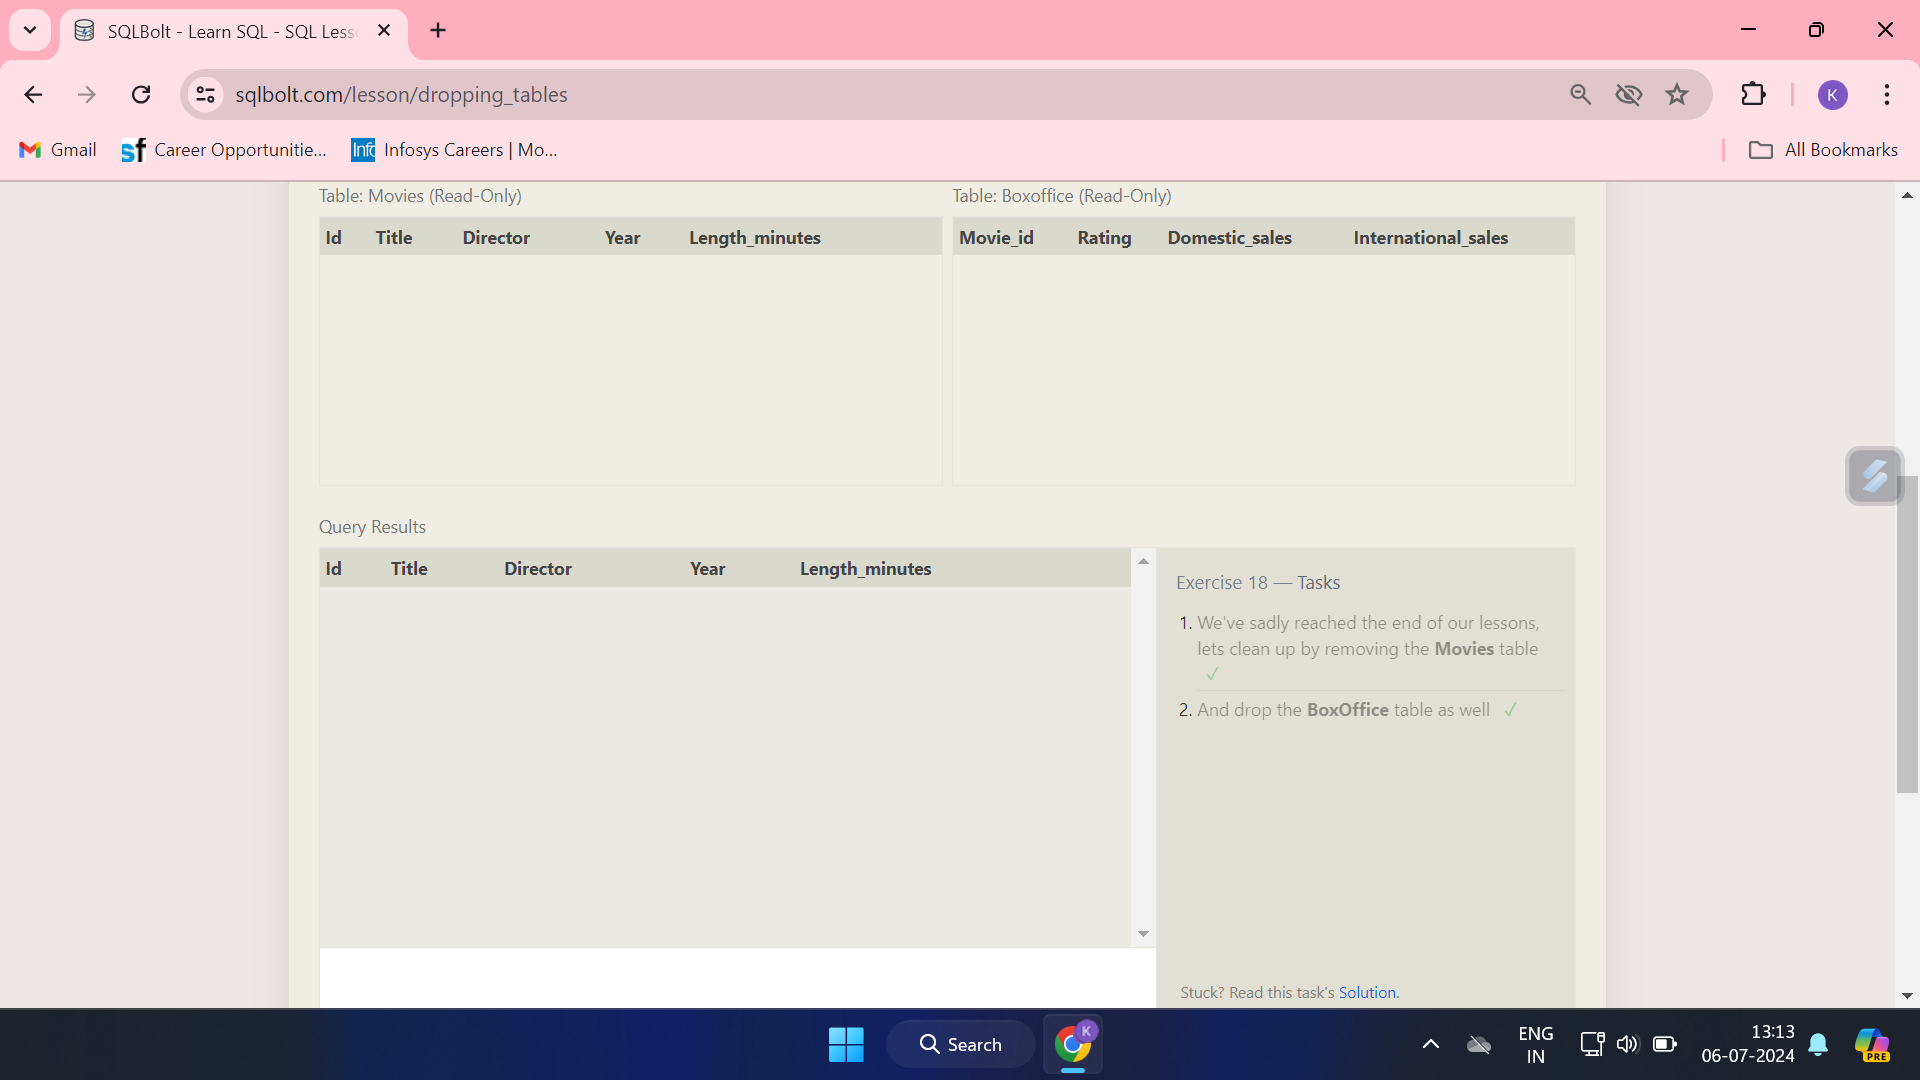 SQLBolt - Learn SQL - SQL Less
sqlbolt.com/lesson/dropping_tables
K
Gmail
sf Career Opportunitie...
Info Infosys Careers | Mo...
All Bookmarks
Table: Movies (Read-Only)
Id Title Director Year Length_minutes
Table: Boxoffice (Read-Only)
Movie_id Rating Domestic_sales International_sales
Query Results
Id Title Director Year Length_minutes
Exercise 18 — Tasks
1. We've sadly reached the end of our lessons,
lets clean up by removing the Movies table
✓
2. And drop the BoxOffice table as well ✓
Stuck? Read this task's Solution.
Search
K
ENG
IN
13:13
06-07-2024
PRE